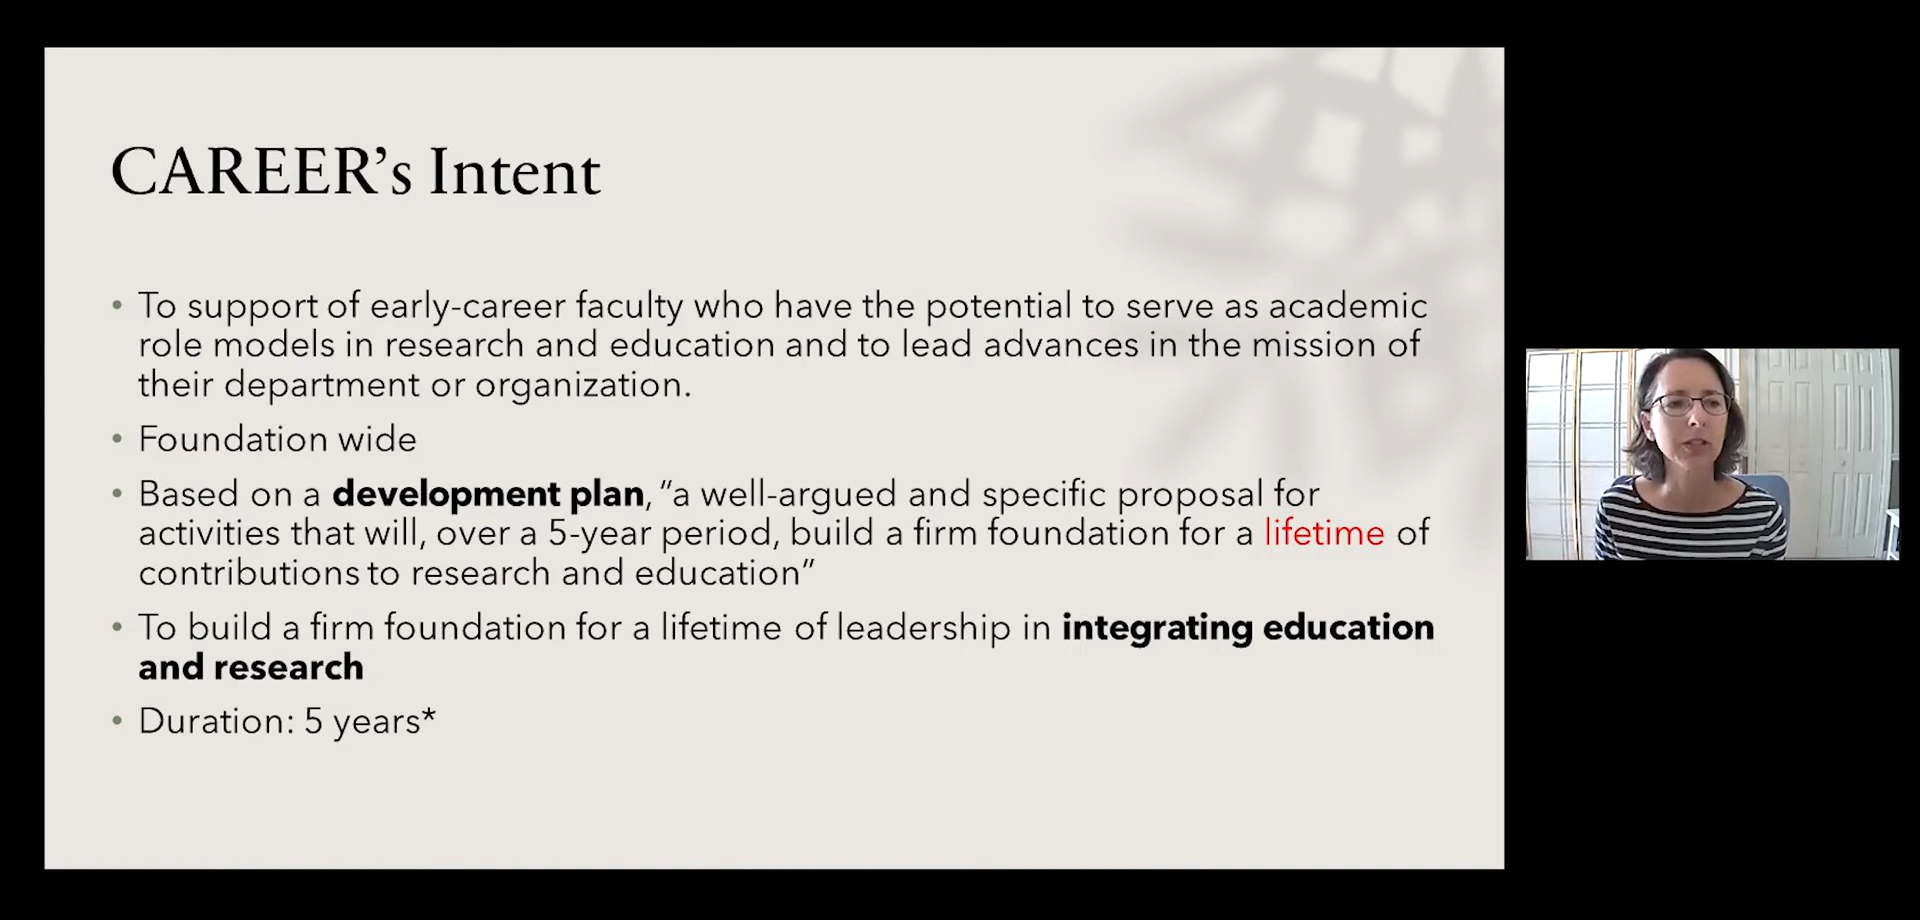 CAREER’s Intent
• To support of early-career faculty who have the potential to serve as academic
role models in research and education and to lead advances in the mission of
their department or organization.
• Foundation wide
• Based on a development plan, ”a well-argued and specific proposal for
activities that will, over a 5-year period, build a firm foundation for a lifetime of
contributions to research and education”
• To build a firm foundation for a lifetime of leadership in integrating education
and research
• Duration: 5 years*